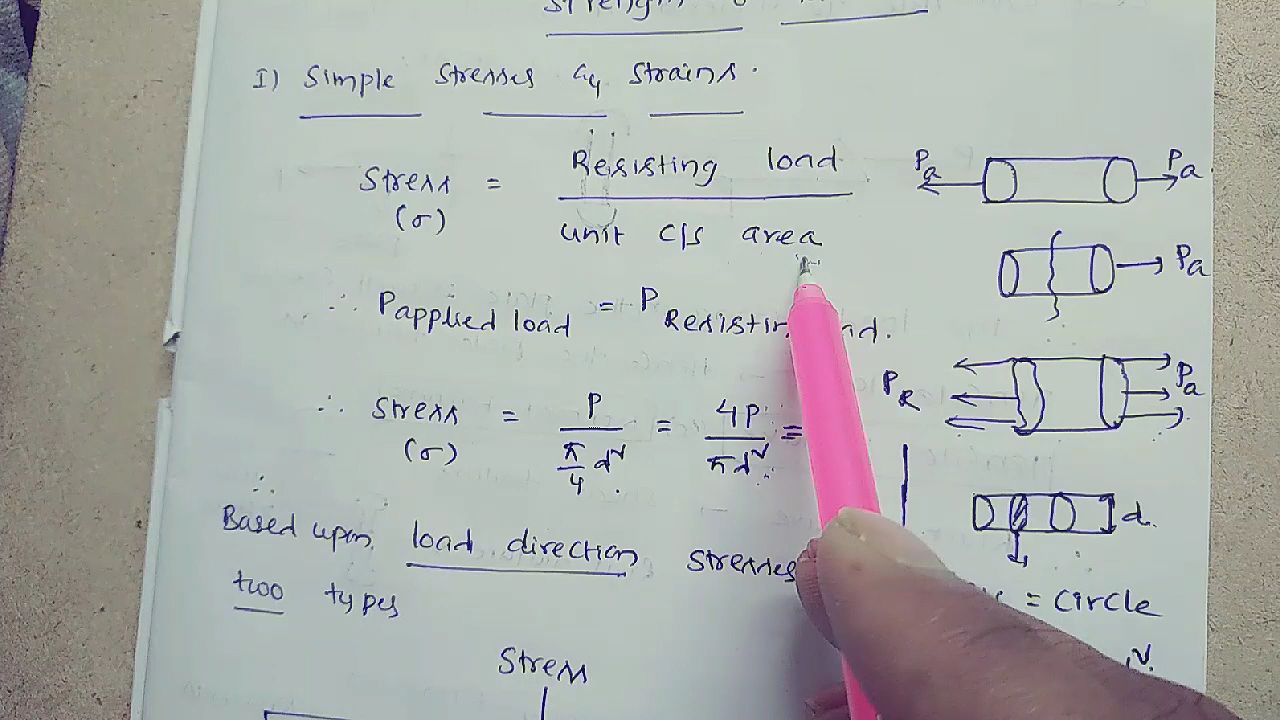 Strength
I) Simple Stresses & Strains.
Stress (σ) = Resisting load / unit c/s area
Pa Pa
Pa
∴ Papplied load = P Resisting load.
PR Pa
∴ Stress (σ) = P / π/4 d² = 4P / πd² =
d.
∴ Based upon load direction stresses
two types
= circle
Stress